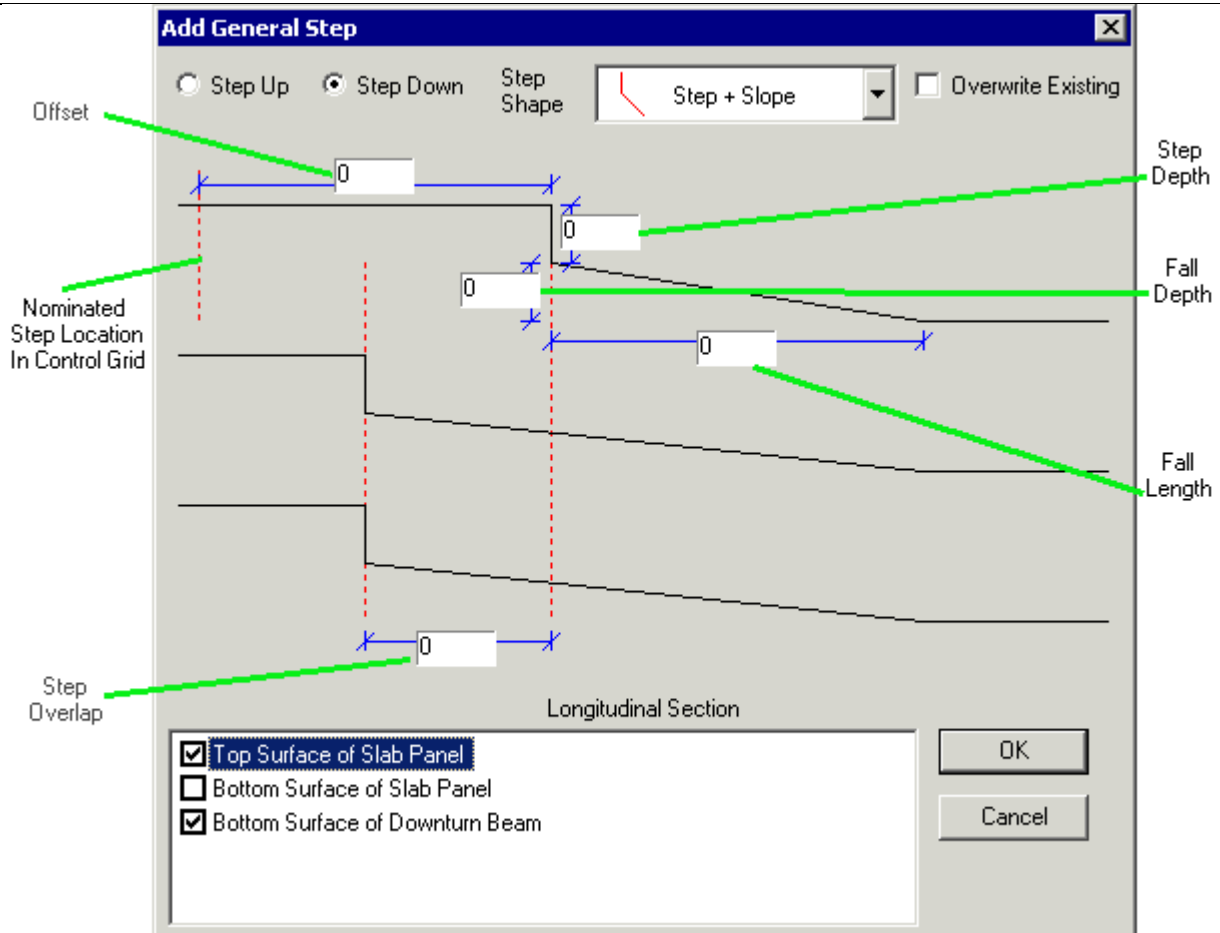 Add General Step
Step Up
Step Down
Step
Shape
Step + Slope
Overwrite Existing
Offset
0
Step
Depth
0
Fall
Depth
0
Nominated
Step Location
In Control Grid
0
Fall
Length
0
Step
Overlap
Longitudinal Section
Top Surface of Slab Panel
Bottom Surface of Slab Panel
Bottom Surface of Downturn Beam
OK
Cancel